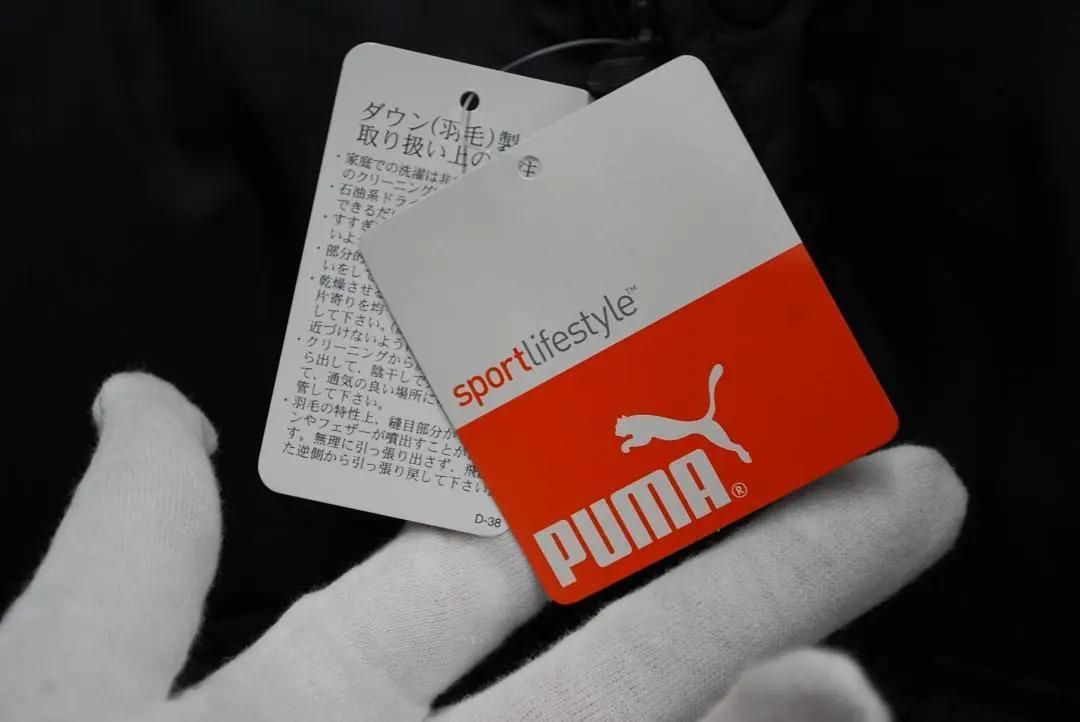 ダウン(羽毛)製
取り扱い上の 注
・家庭での洗濯は非
のクリーニング
・石油系ドライ
できるだ
・すすぎ
いよ
・部分的
いをして
・乾燥させ
片寄りを均
して下さい。
近づけないよう
・クリーニングから
ら出して、陰干しで
て、通気の良い場所に
管して下さい。
・羽毛の特性上、縫目部分が
ンやフェザーが噴出すことが
す。無理に引っ張り出さず、
た逆側から引っ張り戻して下さい。
D-38
sportlifestyle™
PUMA®